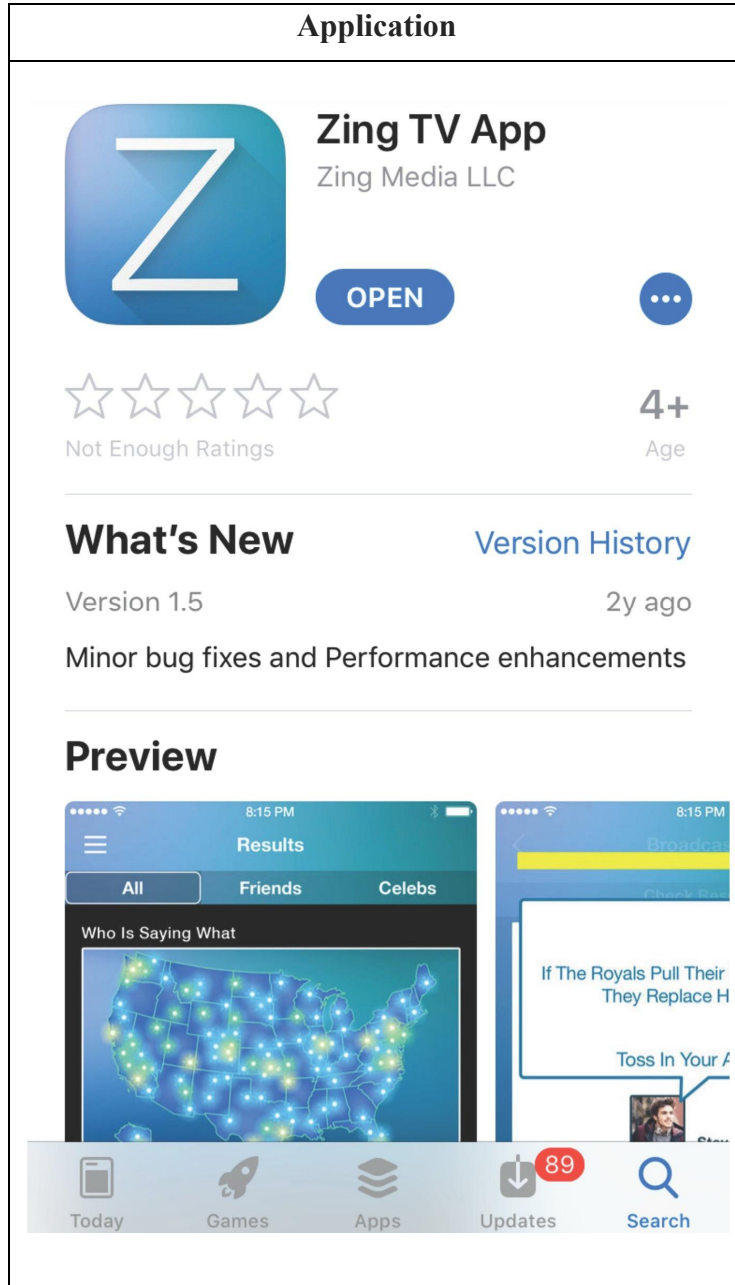 Application
Z
Zing TV App
Zing Media LLC
OPEN
Not Enough Ratings
4+
Age
What's New
Version History
Version 1.5
2y ago
Minor bug fixes and Performance enhancements
Preview
8:15 PM
Results
All
Friends
Celebs
Who Is Saying What
8:15 PM
Broadcas
Check Res
If The Royals Pull Their
They Replace H
Toss In Your A
89
Today
Games
Apps
Updates
Search